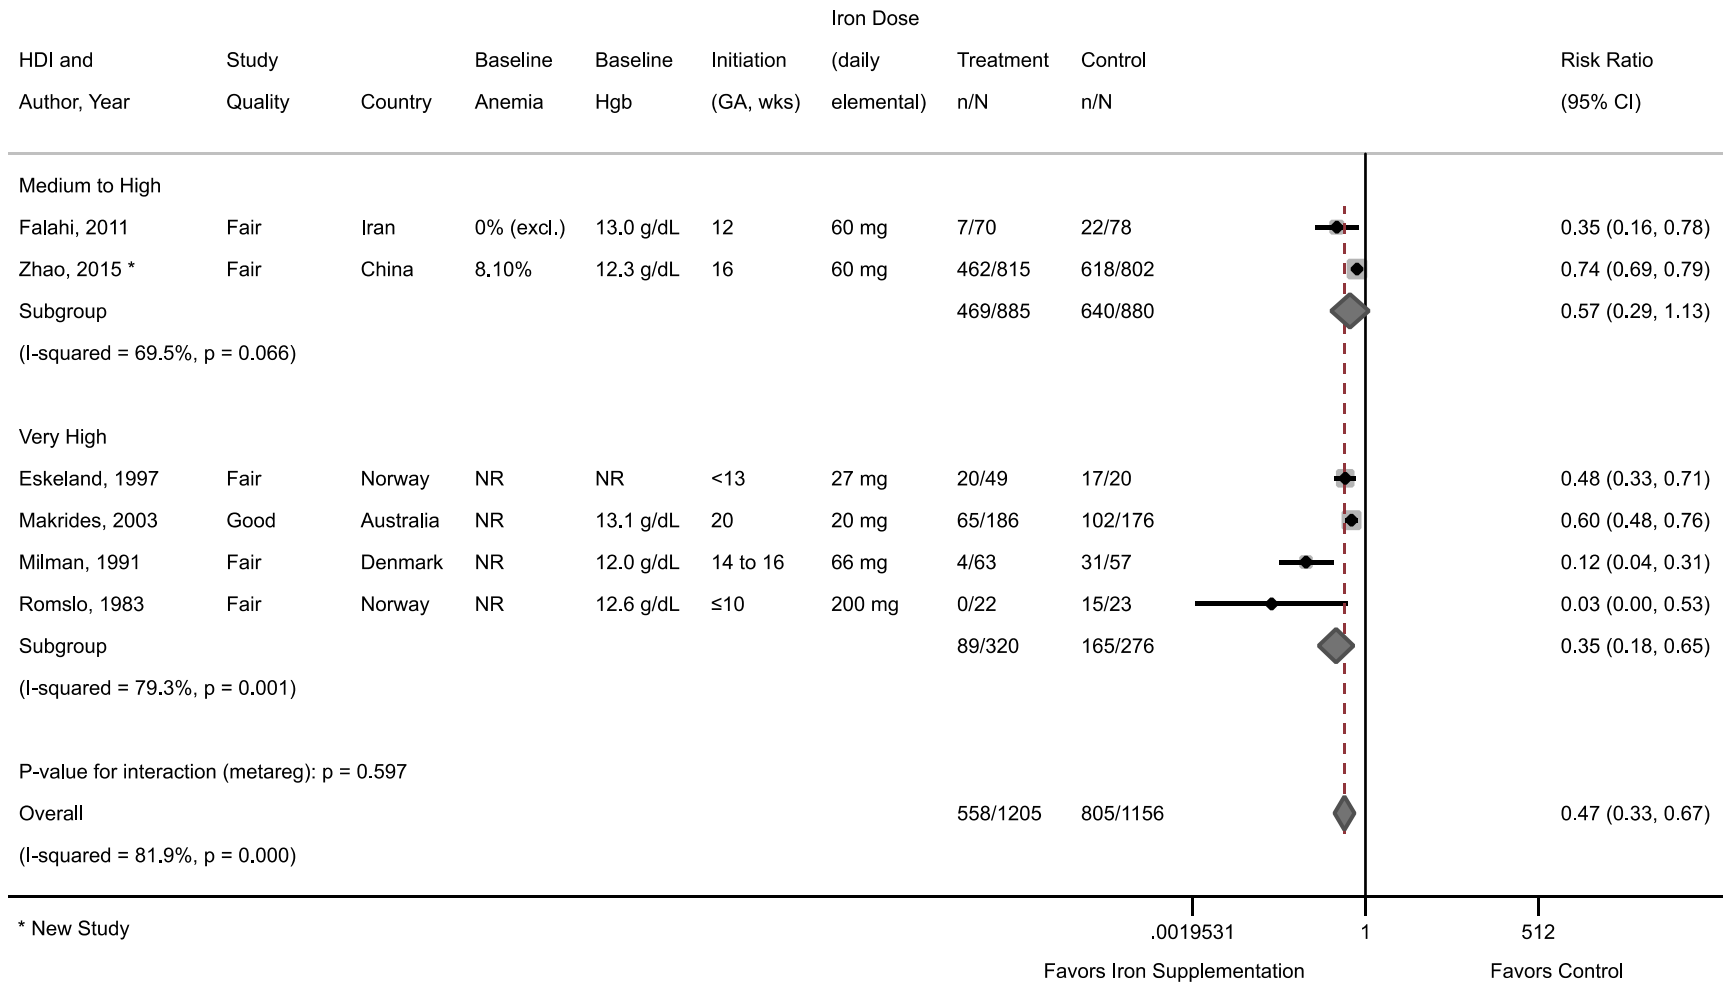 Iron Dose
HDI and Study Baseline Baseline Initiation (daily Treatment Control Risk Ratio
Author, Year Quality Country Anemia Hgb (GA, wks) elemental) n/N n/N (95% CI)
Medium to High
Falahi, 2011 Fair Iran 0% (excl.) 13.0 g/dL 12 60 mg 7/70 22/78 0.35 (0.16, 0.78)
Zhao, 2015 * Fair China 8.10% 12.3 g/dL 16 60 mg 462/815 618/802 0.74 (0.69, 0.79)
Subgroup 469/885 640/880 0.57 (0.29, 1.13)
(I-squared = 69.5%, p = 0.066)
Very High
Eskeland, 1997 Fair Norway NR NR <13 27 mg 20/49 17/20 0.48 (0.33, 0.71)
Makrides, 2003 Good Australia NR 13.1 g/dL 20 20 mg 65/186 102/176 0.60 (0.48, 0.76)
Milman, 1991 Fair Denmark NR 12.0 g/dL 14 to 16 66 mg 4/63 31/57 0.12 (0.04, 0.31)
Romslo, 1983 Fair Norway NR 12.6 g/dL ≤10 200 mg 0/22 15/23 0.03 (0.00, 0.53)
Subgroup 89/320 165/276 0.35 (0.18, 0.65)
(I-squared = 79.3%, p = 0.001)
P-value for interaction (metareg): p = 0.597
Overall 558/1205 805/1156 0.47 (0.33, 0.67)
(I-squared = 81.9%, p = 0.000)
* New Study .0019531 1 512
Favors Iron Supplementation Favors Control